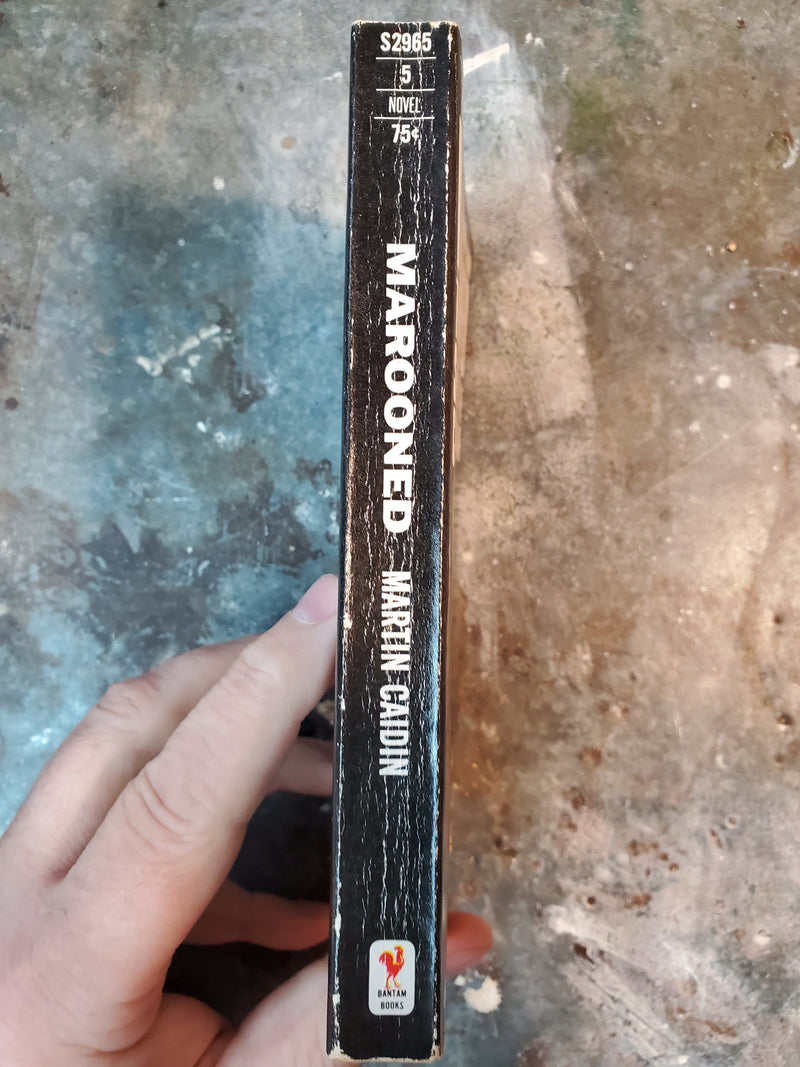 S2965
5
NOVEL
75¢
MAROONED MARTIN CAIDIN
BANTAM
BOOKS